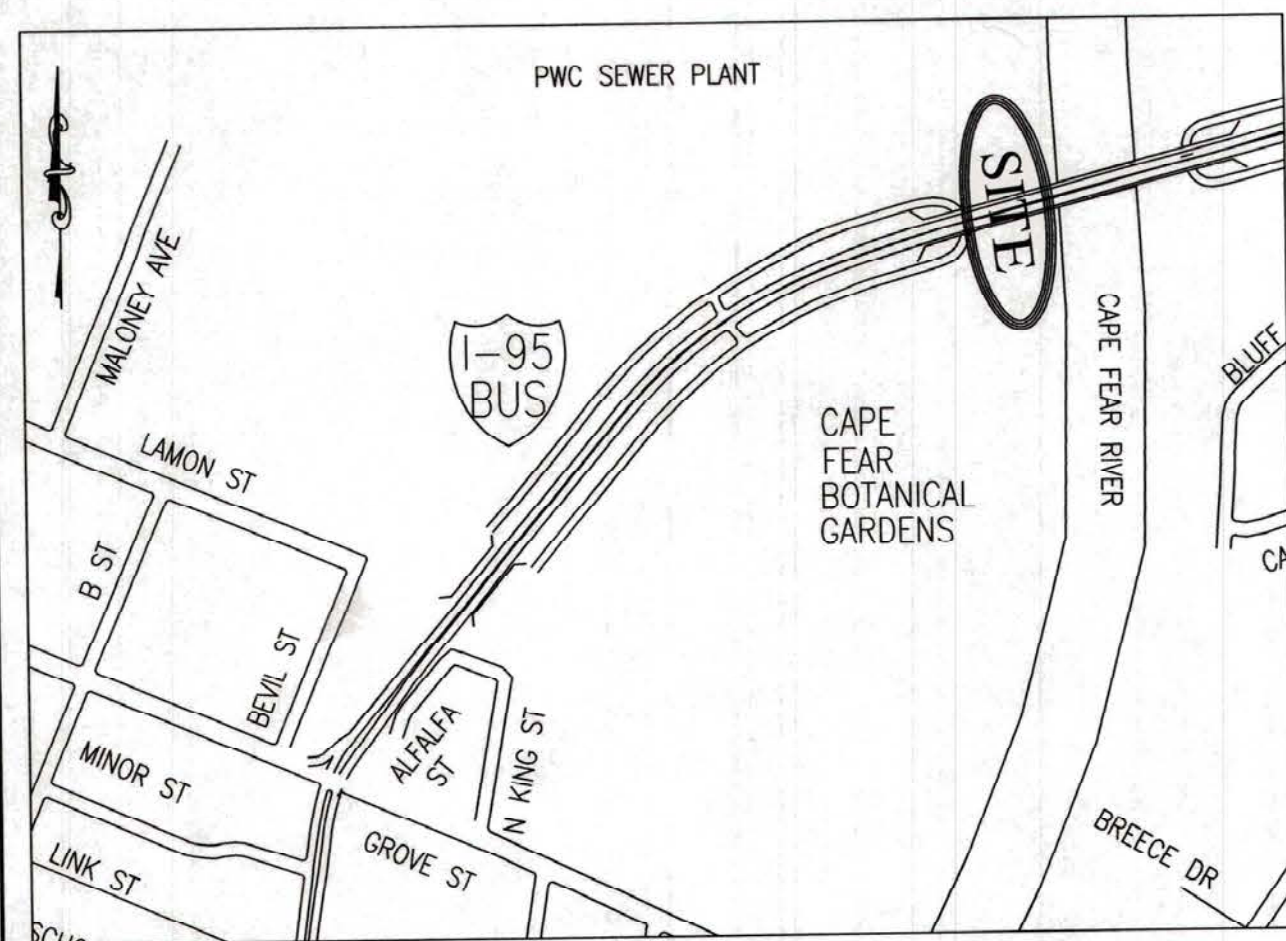 PWC SEWER PLANT
SITE
MALONEY AVE
I-95
BUS
CAPE FEAR RIVER
BLUFF
CAPE
FEAR
BOTANICAL
GARDENS
LAMON ST
B ST
BEVIL ST
ALFALFA
ST
N KING ST
MINOR ST
GROVE ST
BREECE DR
LINK ST